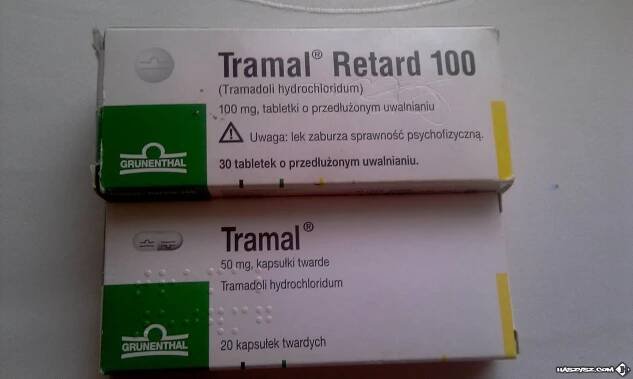 Tramal® Retard 100
(Tramadoli hydrochloridum)
100 mg, tabletki o przedłużonym uwalnianiu
Uwaga: lek zaburza sprawność psychofizyczną.
GRUNENTHAL
30 tabletek o przedłużonym uwalnianiu.
Tramal®
50 mg, kapsułki twarde
Tramadoli hydrochloridum
GRUNENTHAL
20 kapsułek twardych
HASZYSZ.COM